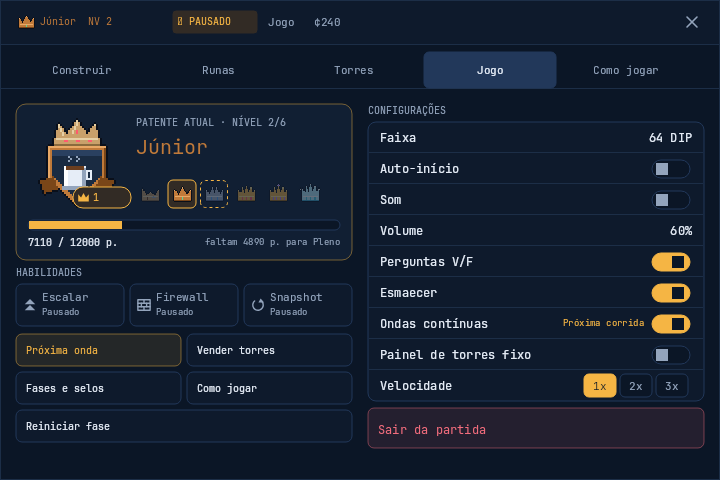 Júnior NV 2
PAUSADO
Jogo
$240
Construir
Runas
Torres
Jogo
Como jogar
PATENTE ATUAL · NÍVEL 2/6
Júnior
1
7110 / 12000 p.
faltam 4890 p. para Pleno
HABILIDADES
Escalar
Pausado
Firewall
Pausado
Snapshot
Pausado
Próxima onda
Vender torres
Fases e selos
Como jogar
Reiniciar fase
CONFIGURAÇÕES
Faixa 64 DIP
Auto-início
Som
Volume 60%
Perguntas V/F
Esmaecer
Ondas contínuas Próxima corrida
Painel de torres fixo
Velocidade 1x 2x 3x
Sair da partida